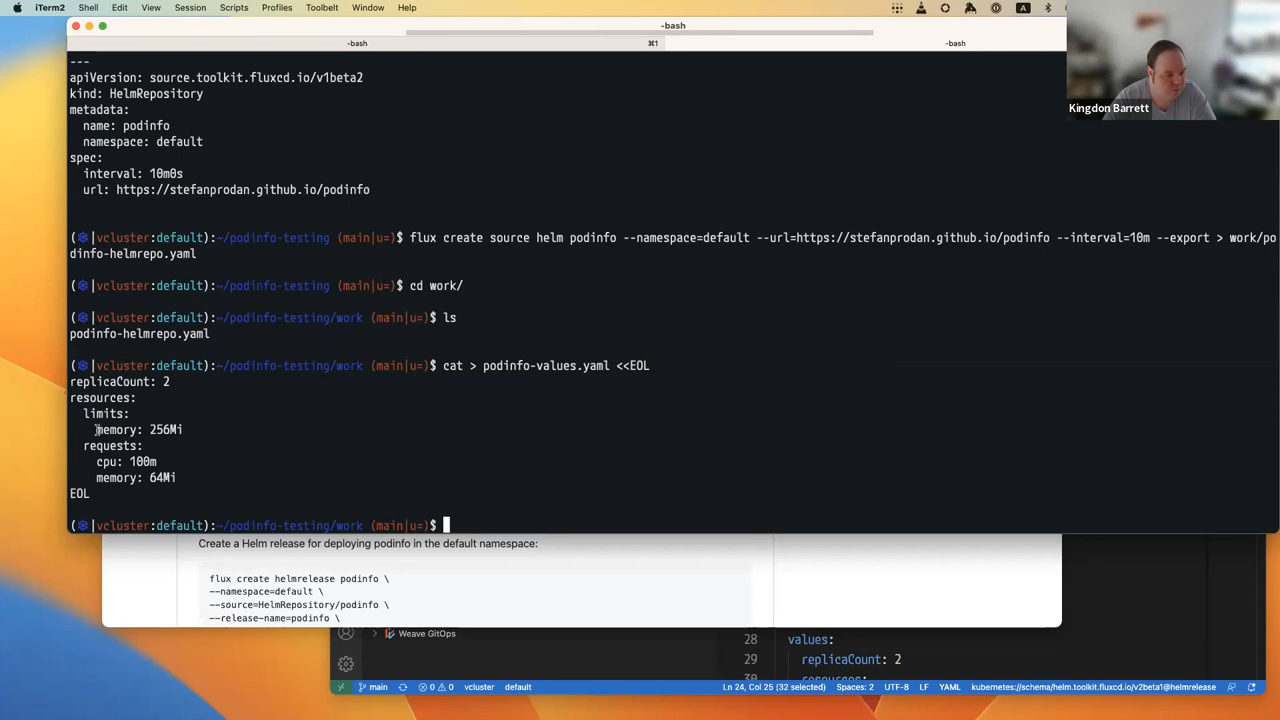 iTerm2 Shell Edit View Session Scripts Profiles Toolbelt Window Help
-bash
-bash ⌘1 -bash
---
apiVersion: source.toolkit.fluxcd.io/v1beta2
kind: HelmRepository
metadata:
name: podinfo
namespace: default
spec:
interval: 10m0s
url: https://stefanprodan.github.io/podinfo
Kingdon Barrett
(⎈|vcluster:default):~/podinfo-testing (main|u=)$ flux create source helm podinfo --namespace=default --url=https://stefanprodan.github.io/podinfo --interval=10m --export > work/po
dinfo-helmrepo.yaml
(⎈|vcluster:default):~/podinfo-testing (main|u=)$ cd work/
(⎈|vcluster:default):~/podinfo-testing/work (main|u=)$ ls
podinfo-helmrepo.yaml
(⎈|vcluster:default):~/podinfo-testing/work (main|u=)$ cat > podinfo-values.yaml <<EOL
replicaCount: 2
resources:
limits:
memory: 256Mi
requests:
cpu: 100m
memory: 64Mi
EOL
(⎈|vcluster:default):~/podinfo-testing/work (main|u=)$
Create a Helm release for deploying podinfo in the default namespace:
flux create helmrelease podinfo \
--namespace=default \
--source=HelmRepository/podinfo \
--release-name=podinfo \
Weave GitOps
28 values:
29 replicaCount: 2
main 0 0 vcluster default Ln 24, Col 25 (32 selected) Spaces: 2 UTF-8 LF YAML kubernetes://schema/helm.toolkit.fluxcd.io/v2beta1@helmrelease